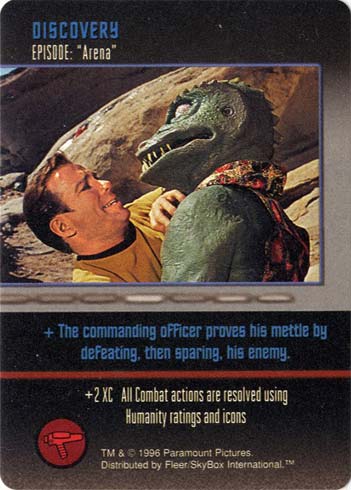 DISCOVERY
EPISODE: "Arena"
+ The commanding officer proves his mettle by
defeating, then sparing, his enemy.
+2 XC All Combat actions are resolved using
Humanity ratings and icons
TM & © 1996 Paramount Pictures.
Distributed by Fleer/SkyBox International.™